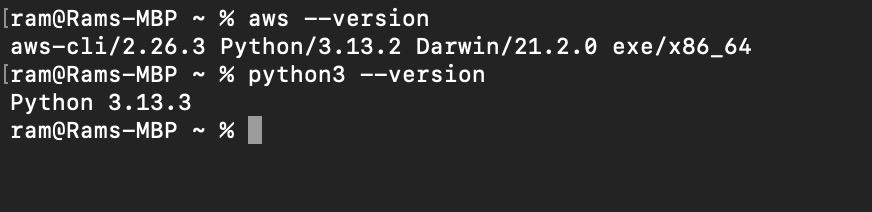 [ram@Rams-MBP ~ % aws --version
aws-cli/2.26.3 Python/3.13.2 Darwin/21.2.0 exe/x86_64
[ram@Rams-MBP ~ % python3 --version
Python 3.13.3
ram@Rams-MBP ~ %